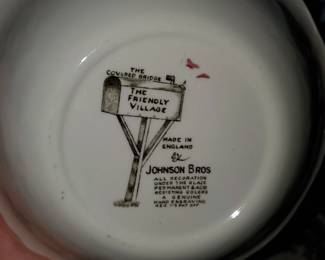 THE
COVERED BRIDGE
THE
FRIENDLY
VILLAGE
MADE IN
ENGLAND
By
JOHNSON BROS
ALL DECORATION
UNDER THE GLAZE
PERMANENT & ACID
RESISTING COLORS
A GENUINE
HAND ENGRAVING